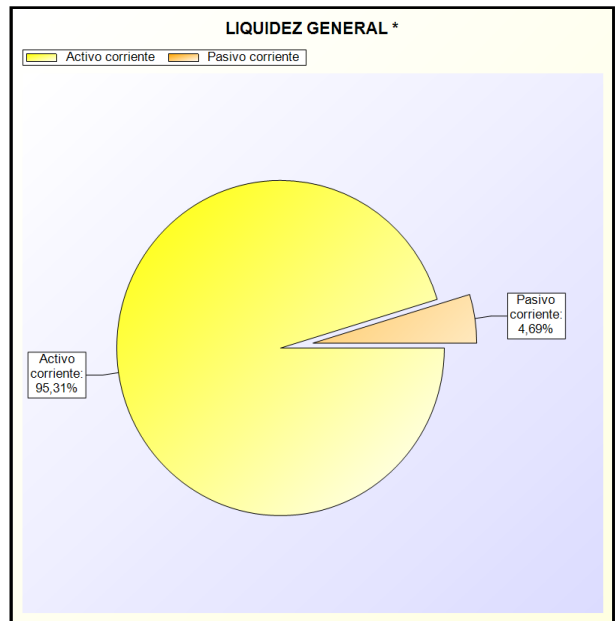 LIQUIDEZ GENERAL *
Activo corriente
Pasivo corriente
Pasivo
corriente:
4,69%
Activo
corriente:
95,31%